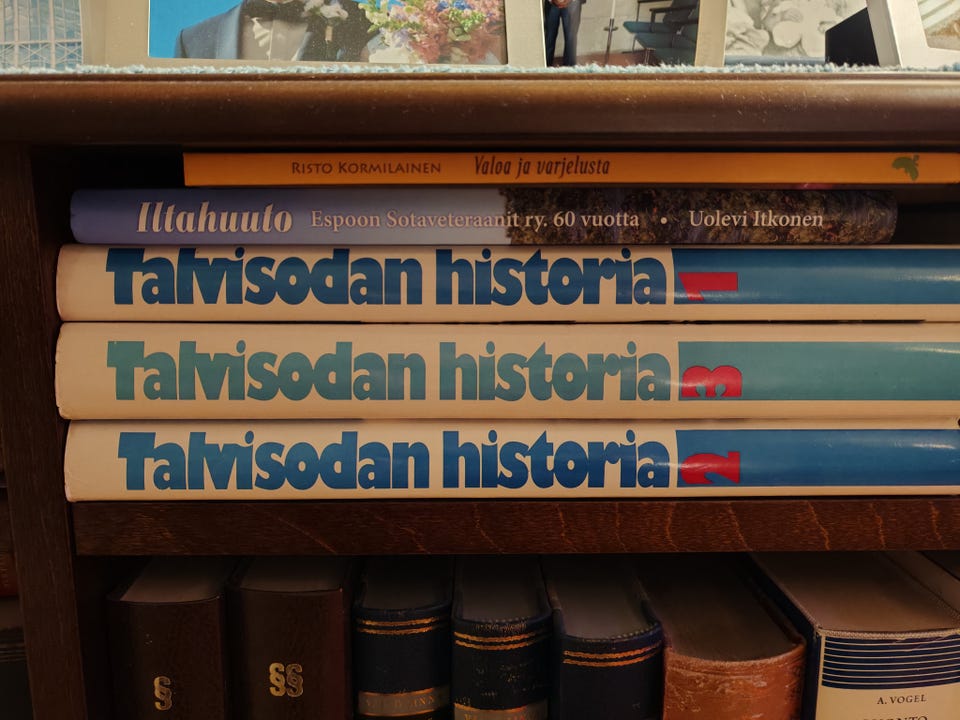 RISTO KORMILAINEN Valoa ja varjelusta
Iltahuuto Espoon Sotaveteraanit ry. 60 vuotta • Uolevi Itkonen
Talvisodan historia 1
Talvisodan historia 3
Talvisodan historia 2
§
§§
A. VOGEL